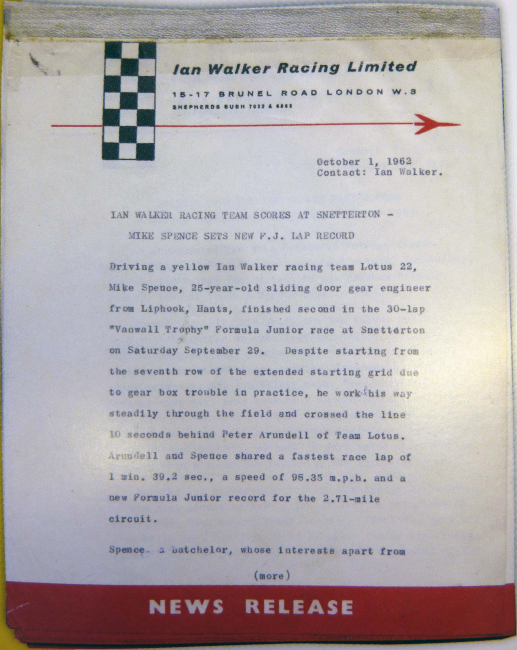 Ian Walker Racing Limited
15-17 BRUNEL ROAD LONDON W.3
SHEPHERDS BUSH
October 1, 1962
Contact: Ian Walker.
IAN WALKER RACING TEAM SCORES AT SNETTERTON -
MIKE SPENCE SETS NEW F.J. LAP RECORD
Driving a yellow Ian Walker racing team Lotus 22,
Mike Spence, 25-year-old sliding door gear engineer
from Liphook, Hants, finished second in the 30-lap
"Vanwall Trophy" Formula Junior race at Snetterton
on Saturday September 29. Despite starting from
the seventh row of the extended starting grid due
to gear box trouble in practice, he work his way
steadily through the field and crossed the line
10 seconds behind Peter Arundell of Team Lotus.
Arundell and Spence shared a fastest race lap of
1 min. 39.2 sec., a speed of 98.35 m.p.h. and a
new Formula Junior record for the 2.71-mile
circuit.
Spence a batchelor, whose interests apart from
(more)
NEWS RELEASE